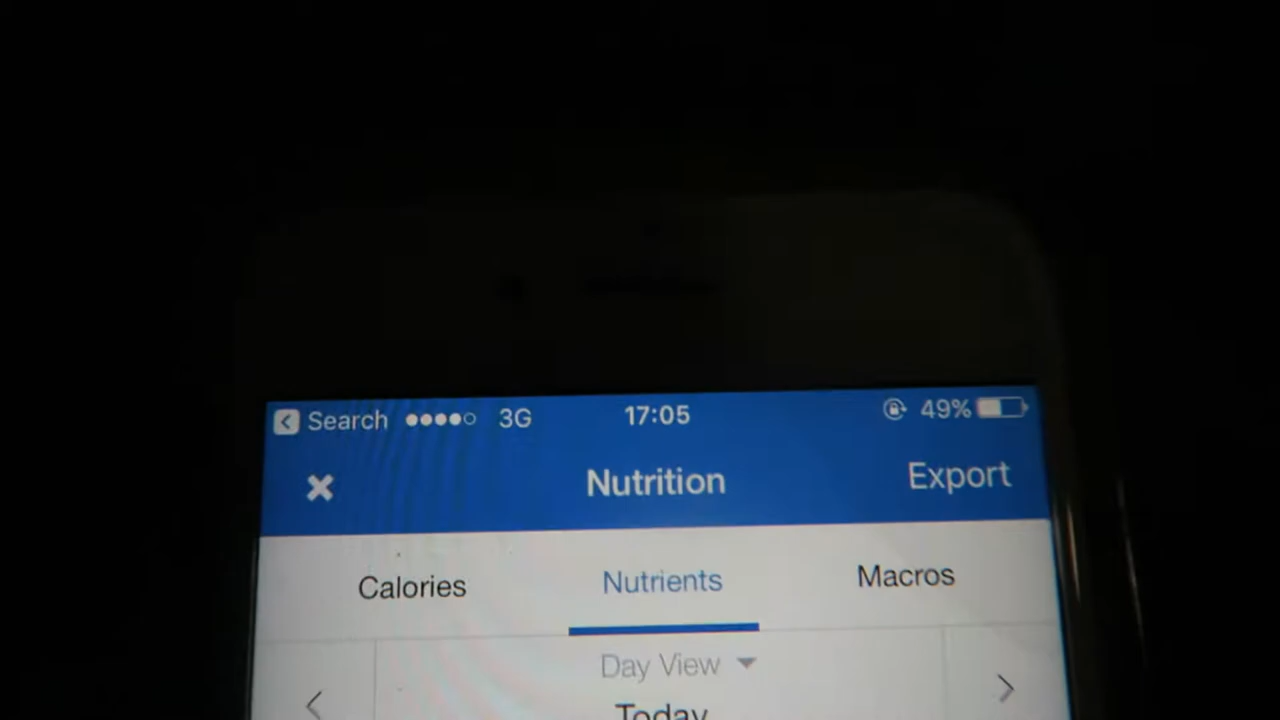 Search 3G 17:05 49%
Nutrition Export
Calories Nutrients Macros
Day View
Today